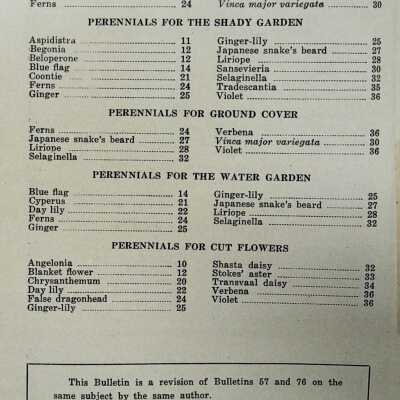 Ferns 24
Vinca major variegata 30
PERENNIALS FOR THE SHADY GARDEN
Aspidistra 11
Begonia 12
Beloperone 12
Blue flag 14
Coontie 21
Ferns 24
Ginger 25
Ginger-lily 25
Japanese snake's beard 27
Liriope 28
Sansevieria 30
Selaginella 32
Tradescantia 35
Violet 36
PERENNIALS FOR GROUND COVER
Ferns 24
Japanese snake's beard 27
Liriope 28
Selaginella 32
Verbena 36
Vinca major variegata 30
Violet 36
PERENNIALS FOR THE WATER GARDEN
Blue flag 14
Cyperus 21
Day lily 22
Ferns 24
Ginger 25
Ginger-lily 25
Japanese snake's beard 27
Liriope 28
Selaginella 32
PERENNIALS FOR CUT FLOWERS
Angelonia 10
Blanket flower 12
Chrysanthemum 20
Day lily 22
False dragonhead 24
Ginger-lily 25
Shasta daisy 32
Stokes' aster 33
Transvaal daisy 34
Verbena 36
Violet 36
This Bulletin is a revision of Bulletins 57 and 76 on the
same subject by the same author.